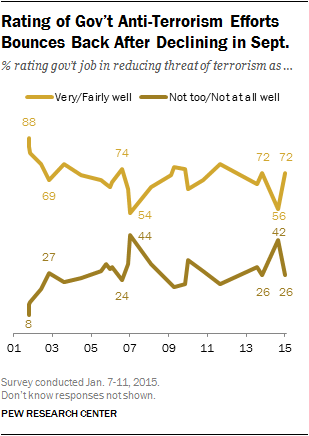 Rating of Gov't Anti-Terrorism Efforts
Bounces Back After Declining in Sept.
% rating gov't job in reducing threat of terrorism as ...
Very/Fairly well Not too/Not at all well
88
74 72 72
69
54 56
44 42
27
24 26 26
8
01 03 05 07 09 11 13 15
Survey conducted Jan. 7-11, 2015.
Don't know responses not shown.
PEW RESEARCH CENTER